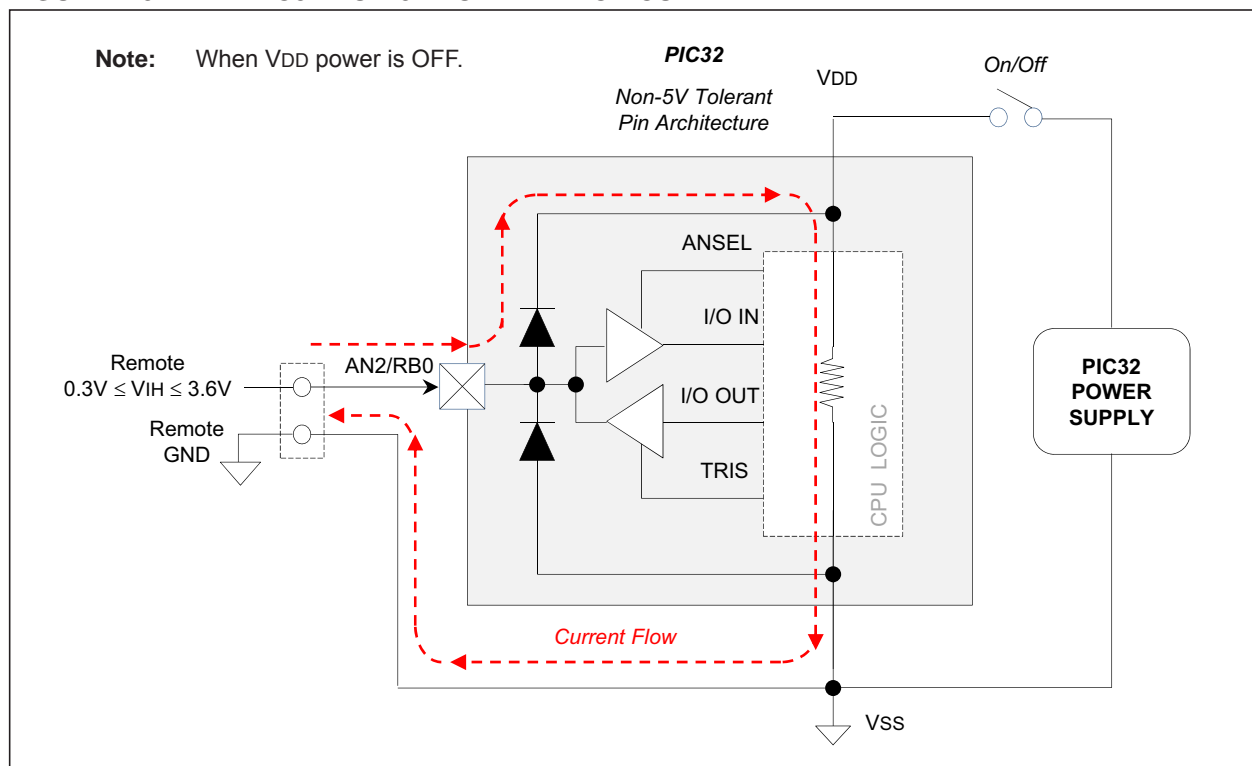 Note: When VDD power is OFF.
PIC32
Non-5V Tolerant
Pin Architecture
VDD
On/Off
ANSEL
I/O IN
AN2/RB0
Remote
0.3V ≤ VIH ≤ 3.6V
I/O OUT
Remote
GND
TRIS
CPU LOGIC
PIC32
POWER
SUPPLY
Current Flow
VSS